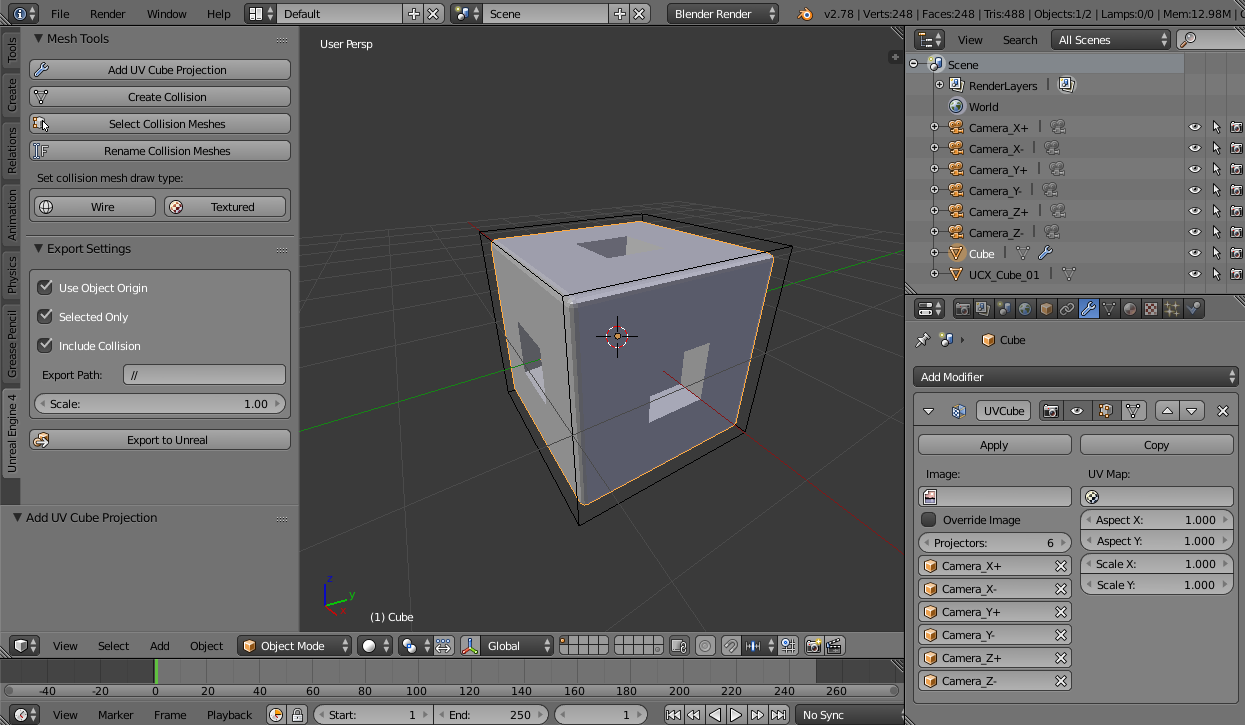 File Render Window Help Default Scene Blender Render v2.78 | Verts:248 | Faces:248 | Tris:488 | Objects:1/2 | Lamps:0/0 | Mem:12.98M |
Tools
Create
Relations
Animation
Physics
Grease Pencil
Unreal Engine 4
Mesh Tools
Add UV Cube Projection
Create Collision
Select Collision Meshes
Rename Collision Meshes
Set collision mesh draw type:
Wire Textured
Export Settings
Use Object Origin
Selected Only
Include Collision
Export Path: //
Scale: 1.00
Export to Unreal
Add UV Cube Projection
User Persp
z
y
x
(1) Cube
View Select Add Object Object Mode Global
-40 -20 0 20 40 60 80 100 120 140 160 180 200 220 240 260
View Marker Frame Playback Start: 1 End: 250 1 No Sync
View Search All Scenes
Scene
RenderLayers |
World
Camera_X+ |
Camera_X- |
Camera_Y+ |
Camera_Y- |
Camera_Z+ |
Camera_Z- |
Cube |
UCX_Cube_01 |
Cube
Add Modifier
UVCube
Apply Copy
Image: UV Map:
Override Image Aspect X: 1.000
Projectors: 6 Aspect Y: 1.000
Camera_X+ Scale X: 1.000
Camera_X- Scale Y: 1.000
Camera_Y+
Camera_Y-
Camera_Z+
Camera_Z-